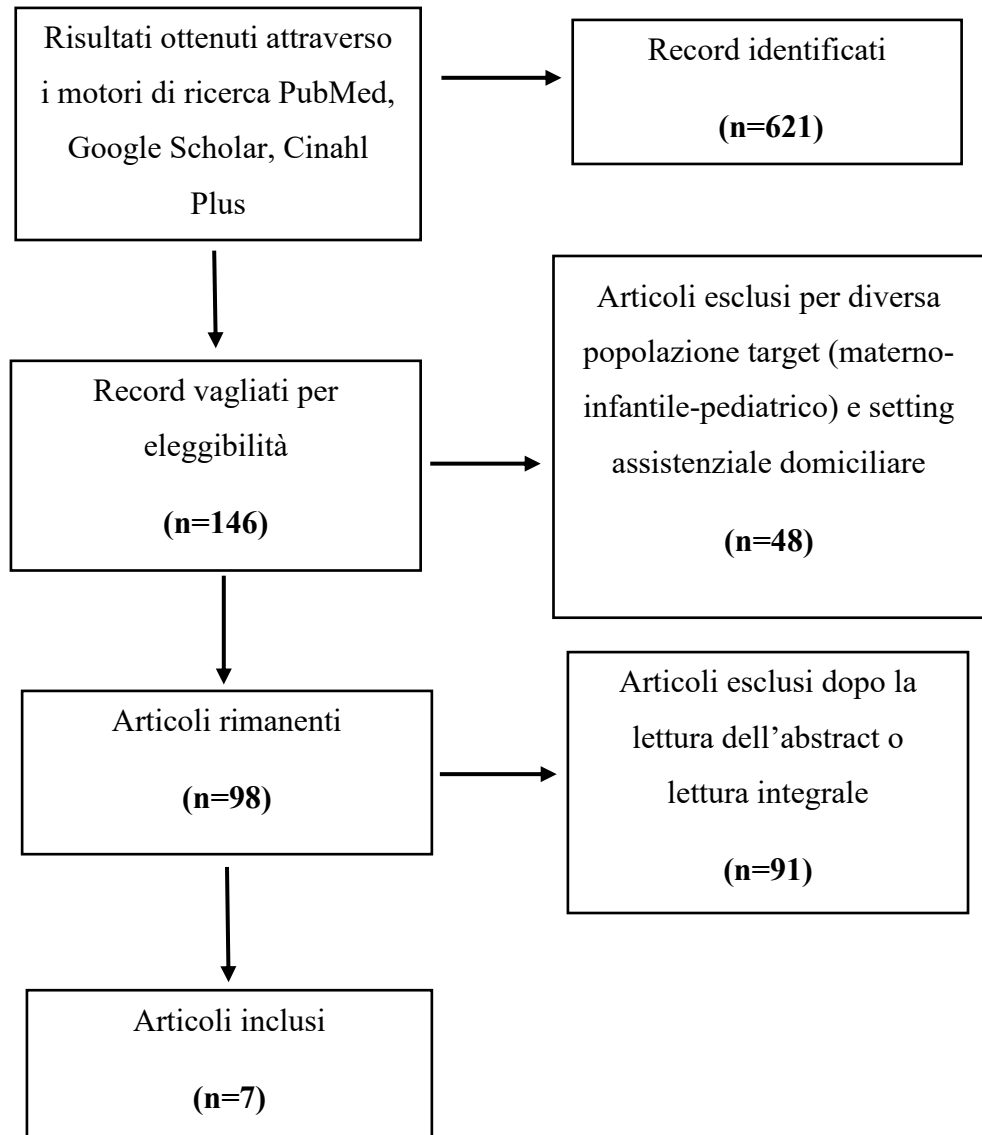 Risultati ottenuti attraverso
i motori di ricerca PubMed,
Google Scholar, Cinahl
Plus
Record identificati
(n=621)
Record vagliati per
eleggibilità
(n=146)
Articoli esclusi per diversa
popolazione target (materno-
infantile-pediatrico) e setting
assistenziale domiciliare
(n=48)
Articoli rimanenti
(n=98)
Articoli esclusi dopo la
lettura dell’abstract o
lettura integrale
(n=91)
Articoli inclusi
(n=7)